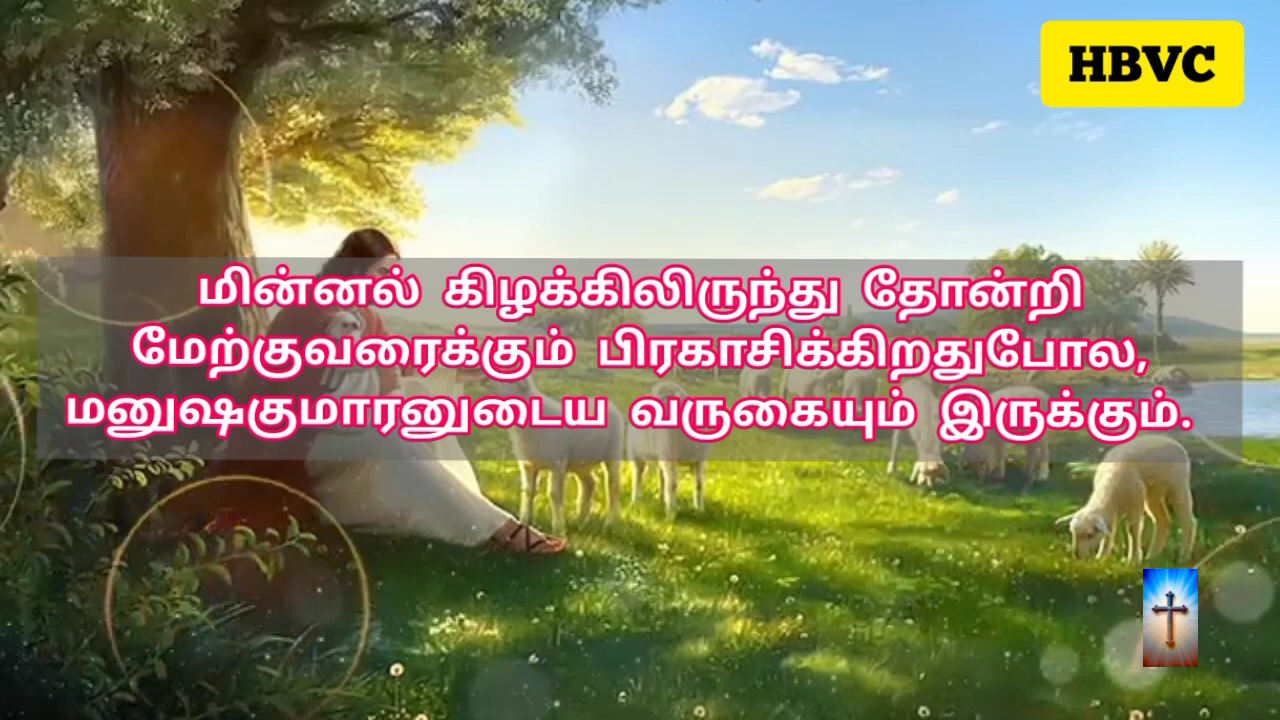 HBVC
மின்னல் கிழக்கிலிருந்து தோன்றி
மேற்குவரைக்கும் பிரகாசிக்கிறதுபோல,
மனுஷகுமாரனுடைய வருகையும் இருக்கும்.